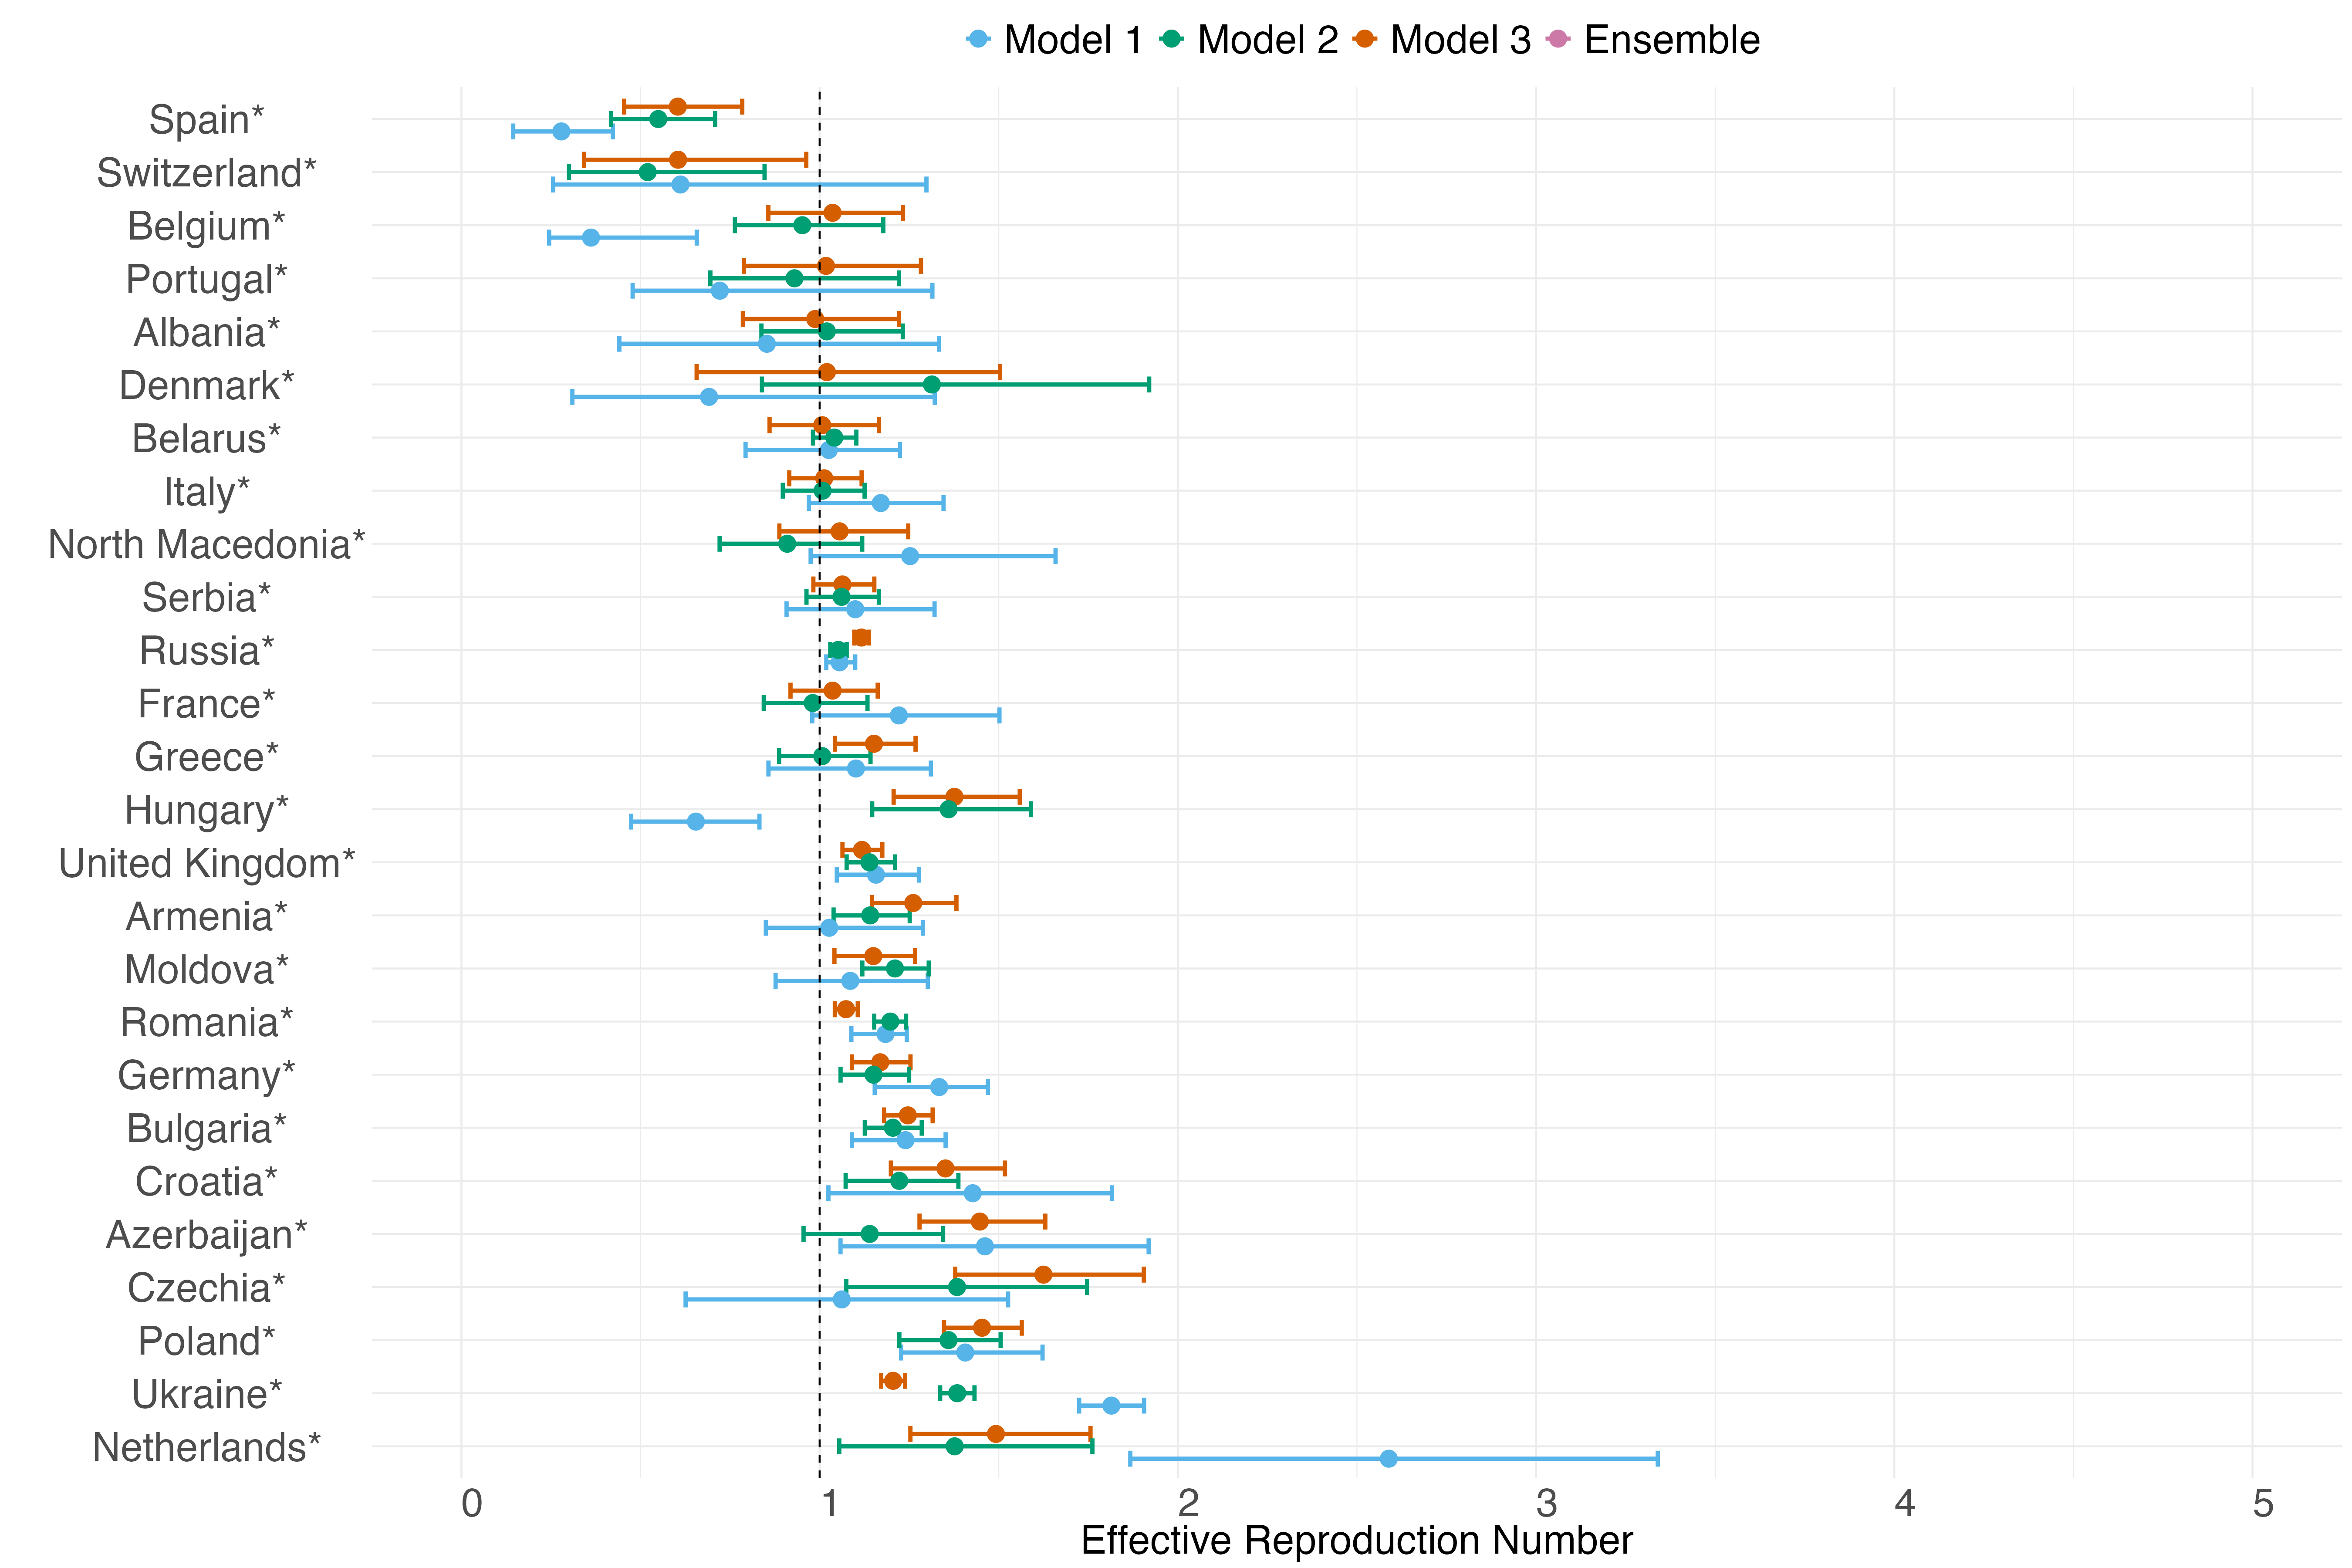 Model 1 Model 2 Model 3 Ensemble
Spain*
Switzerland*
Belgium*
Portugal*
Albania*
Denmark*
Belarus*
Italy*
North Macedonia*
Serbia*
Russia*
France*
Greece*
Hungary*
United Kingdom*
Armenia*
Moldova*
Romania*
Germany*
Bulgaria*
Croatia*
Azerbaijan*
Czechia*
Poland*
Ukraine*
Netherlands*
0 1 2 3 4 5
Effective Reproduction Number